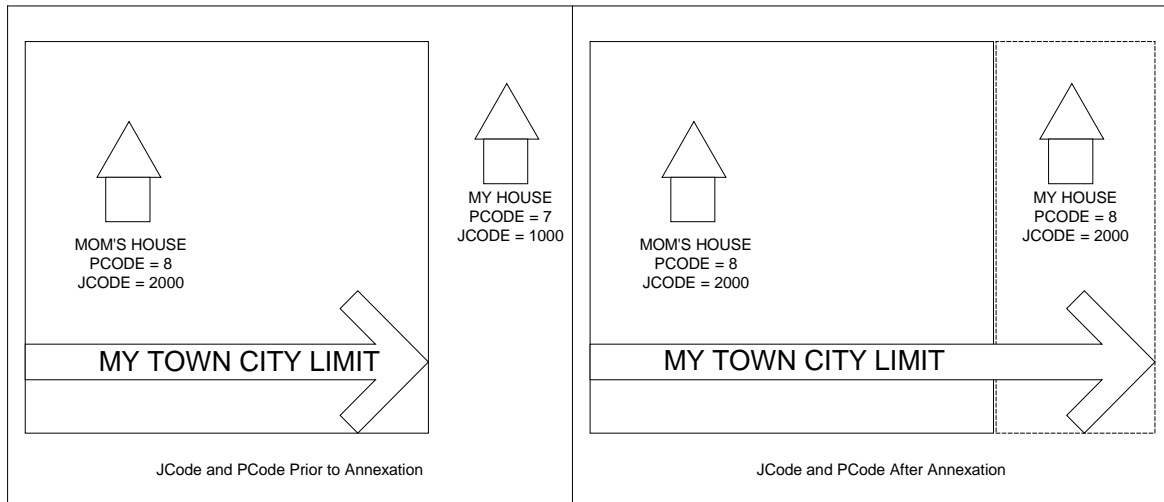 MY HOUSE
PCODE = 7
JCODE = 1000
MOM'S HOUSE
PCODE = 8
JCODE = 2000
MY TOWN CITY LIMIT
JCode and PCode Prior to Annexation
MY HOUSE
PCODE = 8
JCODE = 2000
MOM'S HOUSE
PCODE = 8
JCODE = 2000
MY TOWN CITY LIMIT
JCode and PCode After Annexation